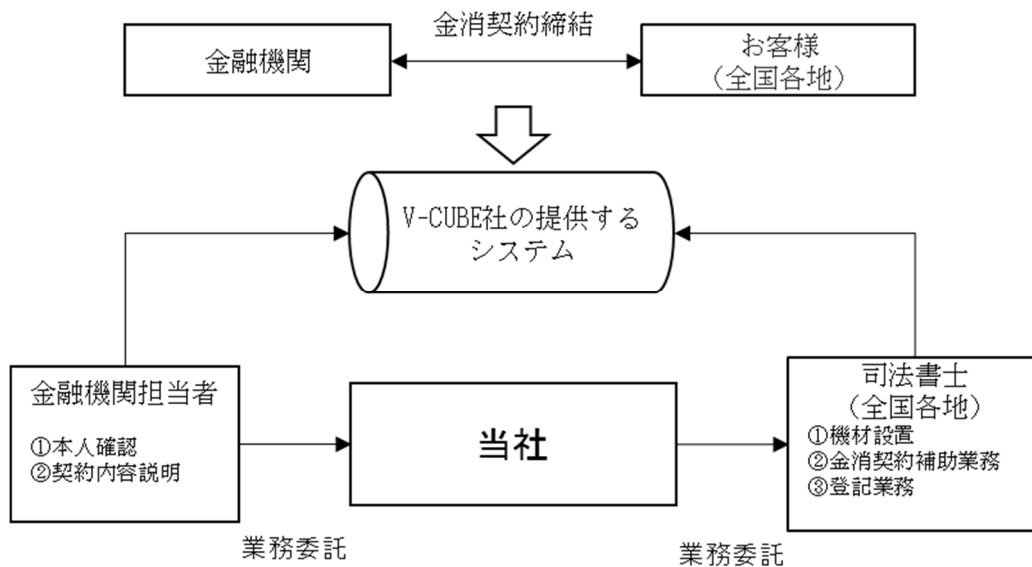 金消契約締結
金融機関
お客様
（全国各地）
V-CUBE社の提供する
システム
金融機関担当者
①本人確認
②契約内容説明
当社
司法書士
（全国各地）
①機材設置
②金消契約補助業務
③登記業務
業務委託
業務委託